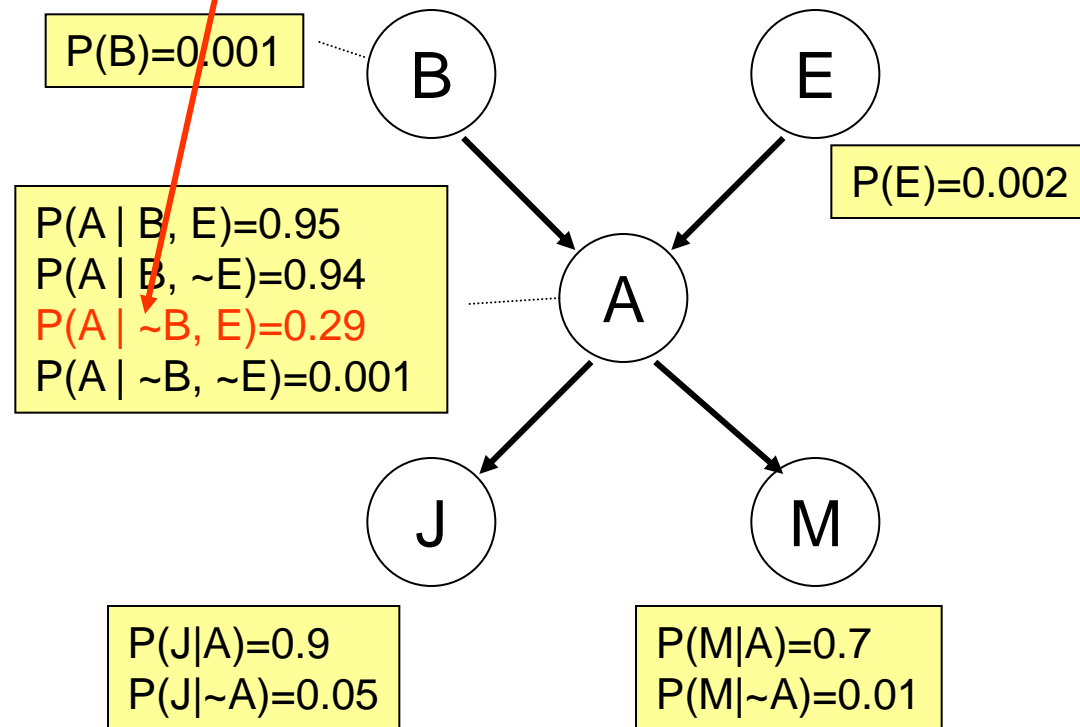 P(B)=0.001
B
E
P(E)=0.002
P(A | B, E)=0.95
P(A | B, ~E)=0.94
P(A | ~B, E)=0.29
P(A | ~B, ~E)=0.001
A
J
M
P(J|A)=0.9
P(J|~A)=0.05
P(M|A)=0.7
P(M|~A)=0.01